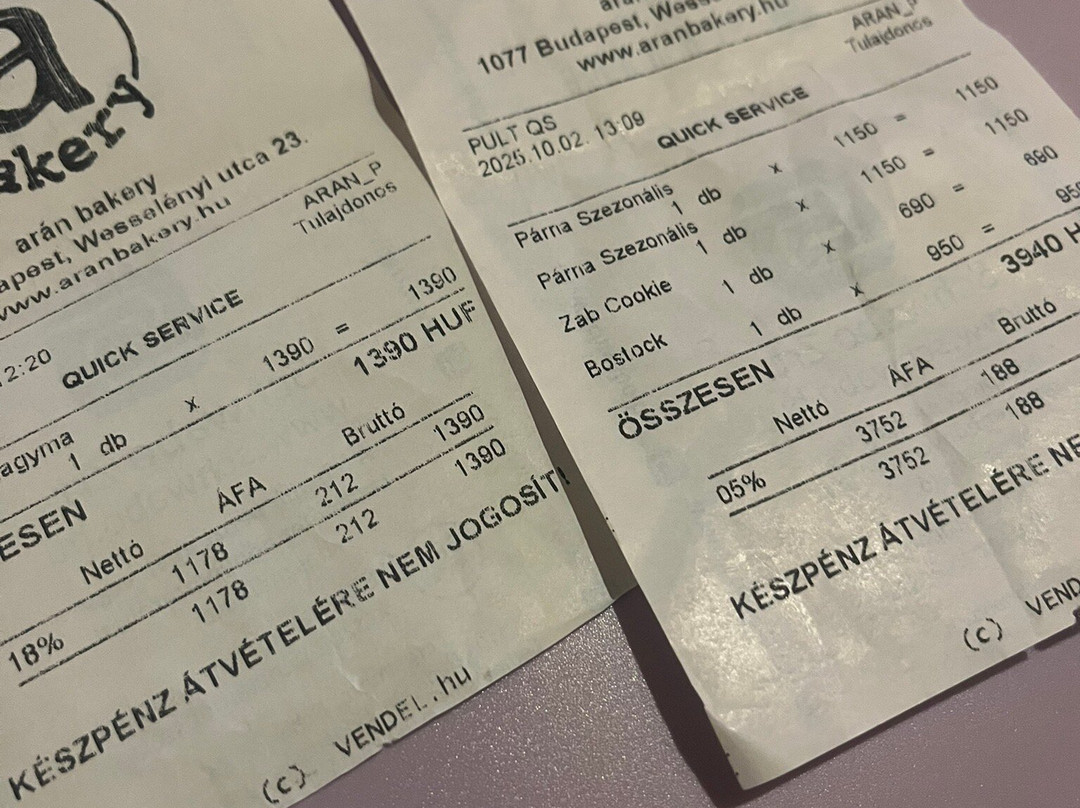 a
akery
arán bakery
apest, Wesselényi utca 23.
www.aranbakery.hu
ARAN_P
Tulajdonos
12:20
QUICK SERVICE
agyma
1 db x 1390 = 1390
ESEN 1390 HUF
Nettó ÁFA Bruttó
18% 1178 212 1390
1178 212 1390
KÉSZPÉNZ ÁTVÉTELÉRE NEM JOGOSÍT!
(c) VENDEL.hu
1077 Budapest, Wesse
www.aranbakery.hu
ARAN_P
Tulajdonos
PULT QS
2025.10.02. 13:09
QUICK SERVICE
Párna Szezonális
1 db x 1150 = 1150
Párna Szezonális
1 db x 1150 = 1150
Zab Cookie
1 db x 690 = 690
Bostock
1 db x 950 = 950
ÖSSZESEN 3940 H
Nettó ÁFA Bruttó
05% 3752 188
3752 188
KÉSZPÉNZ ÁTVÉTELÉRE NE
(c) VEND